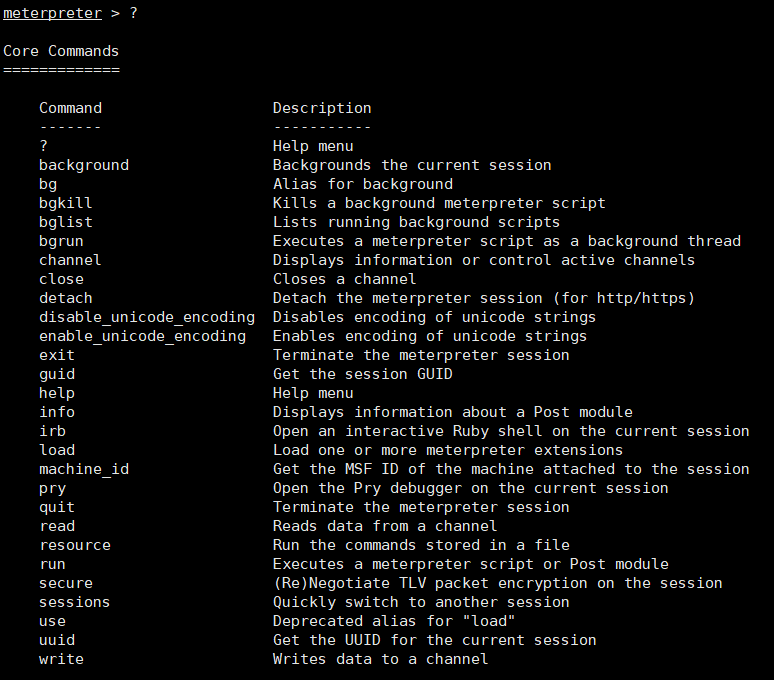 meterpreter > ?
Core Commands
=============
Command Description
------- -----------
? Help menu
background Backgrounds the current session
bg Alias for background
bgkill Kills a background meterpreter script
bglist Lists running background scripts
bgrun Executes a meterpreter script as a background thread
channel Displays information or control active channels
close Closes a channel
detach Detach the meterpreter session (for http/https)
disable_unicode_encoding Disables encoding of unicode strings
enable_unicode_encoding Enables encoding of unicode strings
exit Terminate the meterpreter session
guid Get the session GUID
help Help menu
info Displays information about a Post module
irb Open an interactive Ruby shell on the current session
load Load one or more meterpreter extensions
machine_id Get the MSF ID of the machine attached to the session
pry Open the Pry debugger on the current session
quit Terminate the meterpreter session
read Reads data from a channel
resource Run the commands stored in a file
run Executes a meterpreter script or Post module
secure (Re)Negotiate TLV packet encryption on the session
sessions Quickly switch to another session
use Deprecated alias for "load"
uuid Get the UUID for the current session
write Writes data to a channel